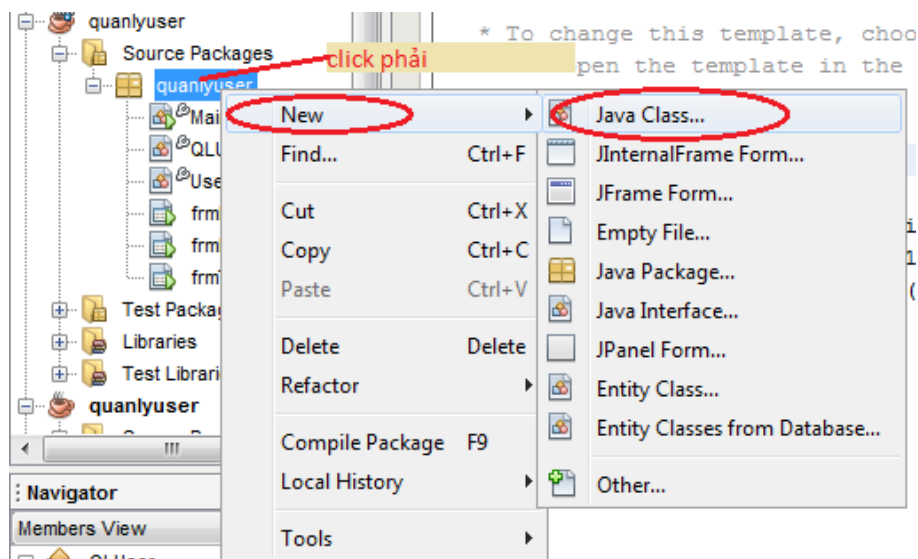 quanlyuser
Source Packages
quanlyuser
Mai
QLU
Use
frm
frm
frm
Test Packa
Libraries
Test Librari
quanlyuser
Navigator
Members View
* To change this template, choo
pen the template in the
click phải
New
Find... Ctrl+F
Cut Ctrl+X
Copy Ctrl+C
Paste Ctrl+V
Delete Delete
Refactor
Compile Package F9
Local History
Tools
Java Class...
JInternalFrame Form...
JFrame Form...
Empty File...
Java Package...
Java Interface...
JPanel Form...
Entity Class...
Entity Classes from Database...
Other...